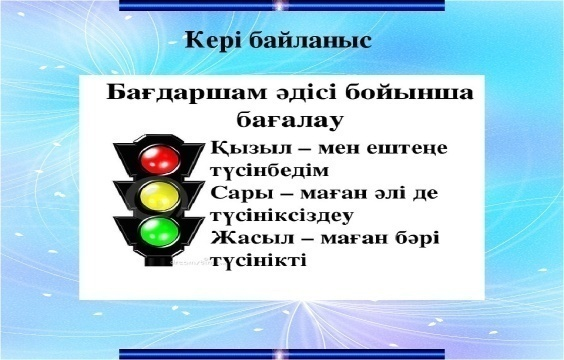 Кері байланыс
Бағдаршам әдісі бойынша
бағалау
Қызыл – мен ештеңе
түсінбедім
Сары – маған әлі де
түсініксіздеу
Жасыл – маған бәрі
түсінікті